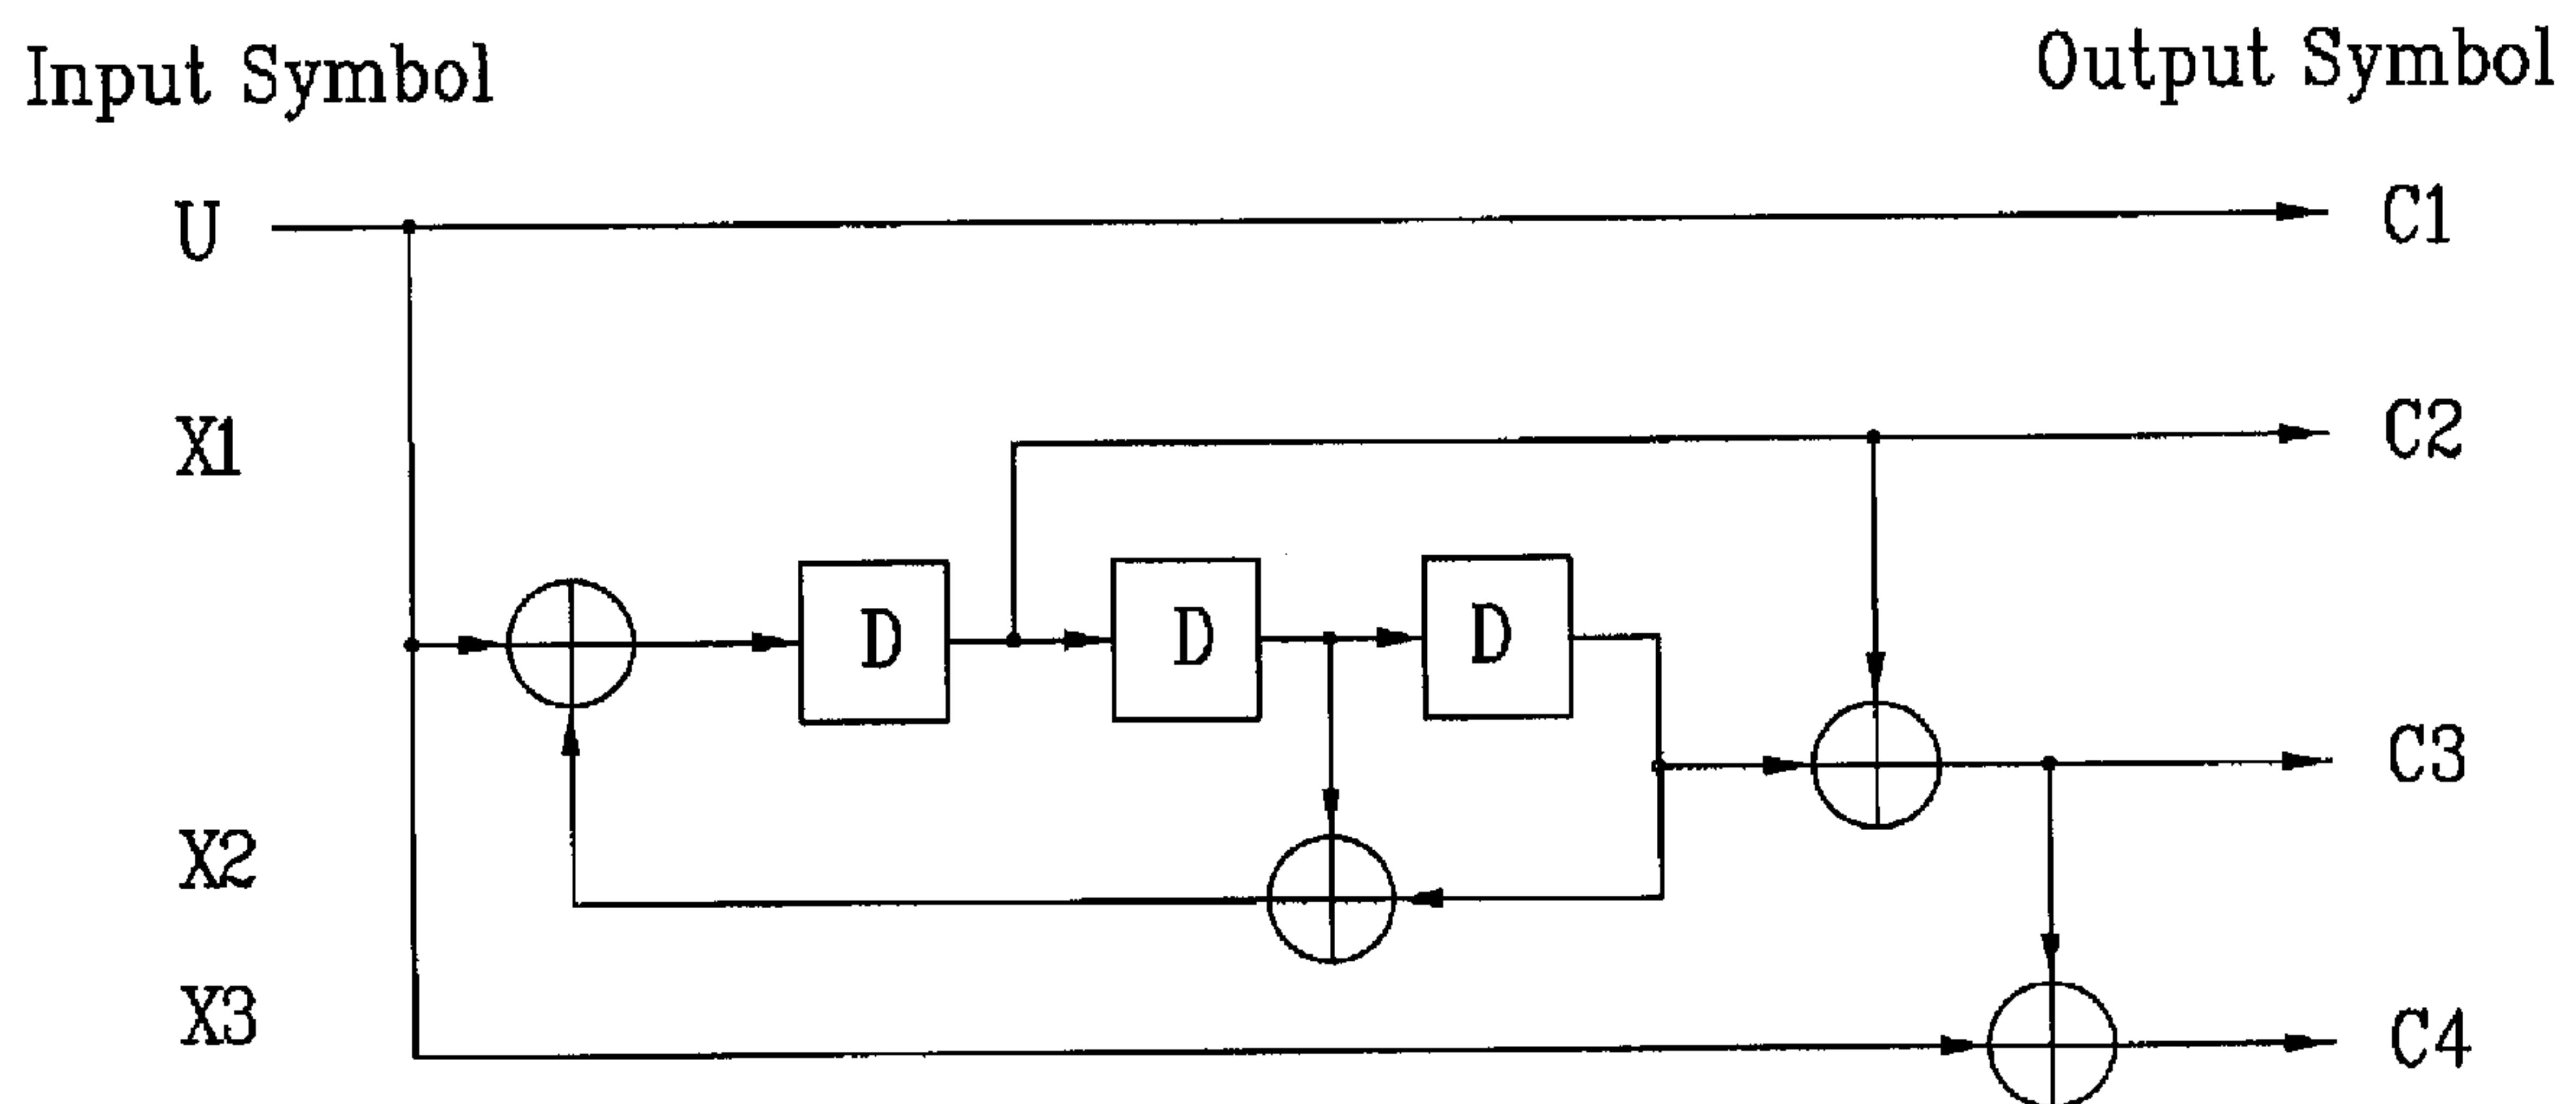 Input Symbol
Output Symbol
U
C1
X1
C2
D
D
D
C3
X2
X3
C4